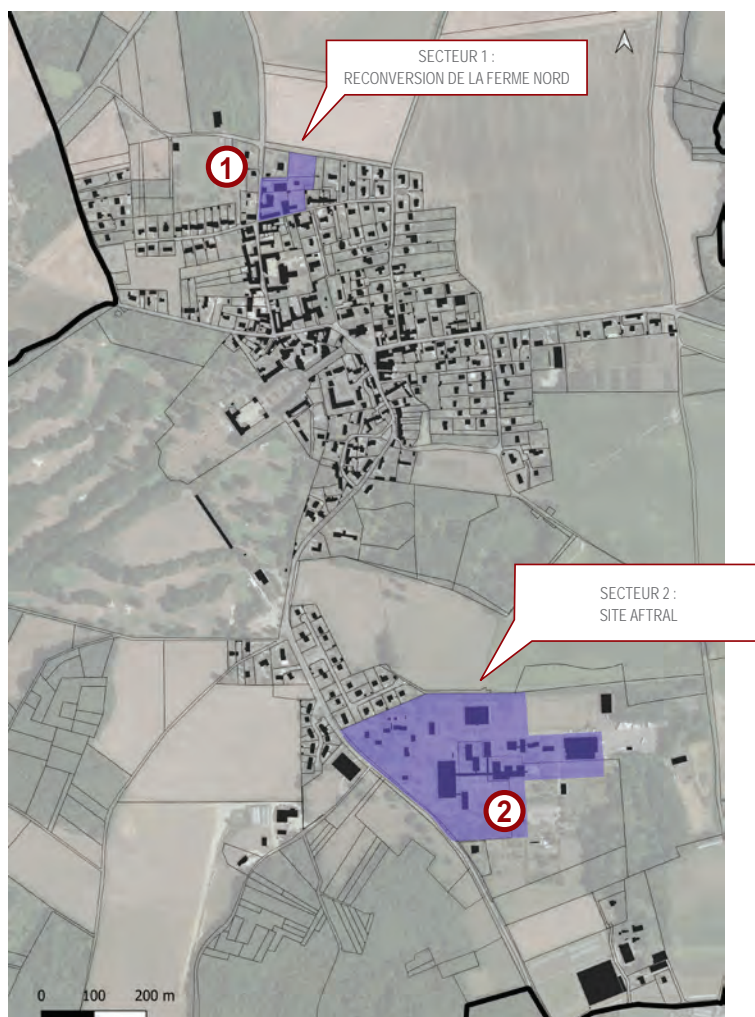 SECTEUR 1 :
RECONVERSION DE LA FERME NORD
1
SECTEUR 2 :
SITE AFTRAL
2
0 100 200 m